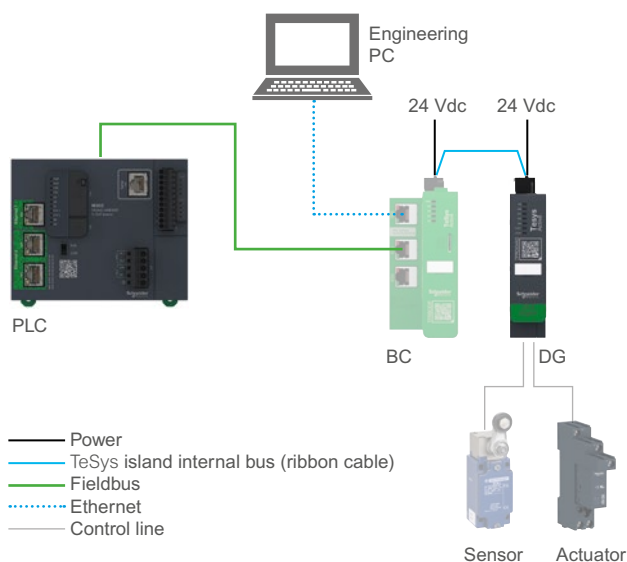 Engineering
PC
24 Vdc
24 Vdc
PLC
BC
DG
Tesys
Power
TeSys island internal bus (ribbon cable)
Fieldbus
Ethernet
Control line
Sensor
Actuator